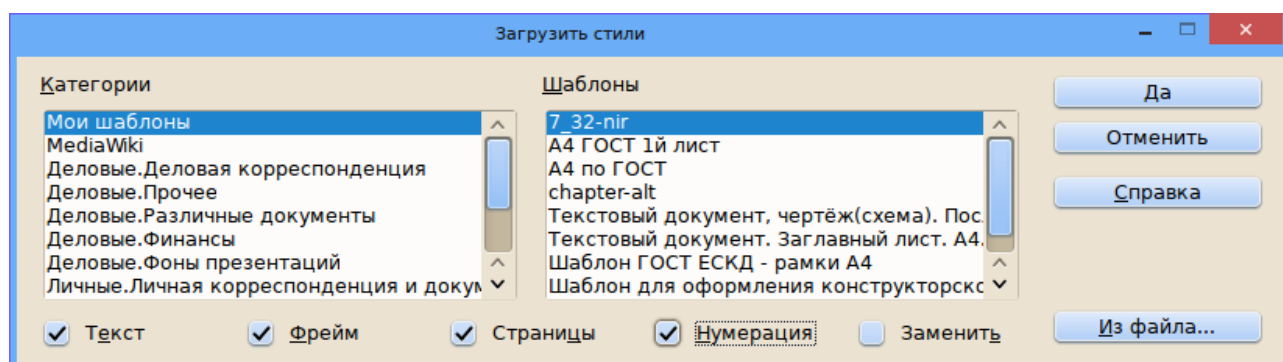 Загрузить стили
Категории
Мои шаблоны
MediaWiki
Деловые.Деловая корреспонденция
Деловые.Прочее
Деловые.Различные документы
Деловые.Финансы
Деловые.Фоны презентаций
Личные.Личная корреспонденция и докум
Шаблоны
7_32-nir
А4 ГОСТ 1й лист
А4 по ГОСТ
chapter-alt
Текстовый документ, чертёж(схема). Пос.
Текстовый документ. Заглавный лист. А4.
Шаблон ГОСТ ЕСКД - рамки А4
Шаблон для оформления конструкторско
Да
Отменить
Справка
Текст
Фрейм
Страницы
Нумерация
Заменить
Из файла...